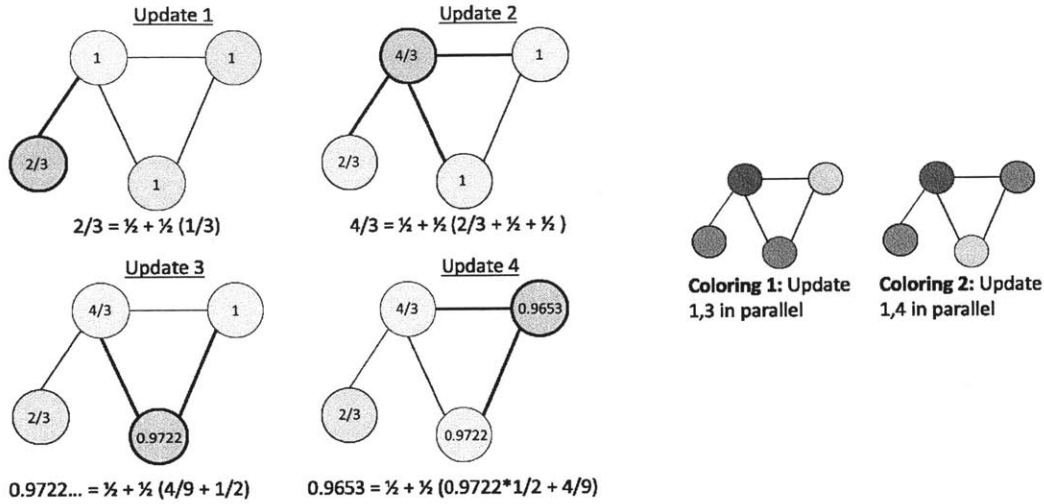 Update 1
1
1
2/3
1
2/3 = ½ + ½ (1/3)
Update 2
4/3
1
2/3
1
4/3 = ½ + ½ (2/3 + ½ + ½ )
Update 3
4/3
1
2/3
0.9722
0.9722... = ½ + ½ (4/9 + 1/2)
Update 4
4/3
0.9653
2/3
0.9722
0.9653 = ½ + ½ (0.9722*1/2 + 4/9)
Coloring 1: Update
1,3 in parallel
Coloring 2: Update
1,4 in parallel